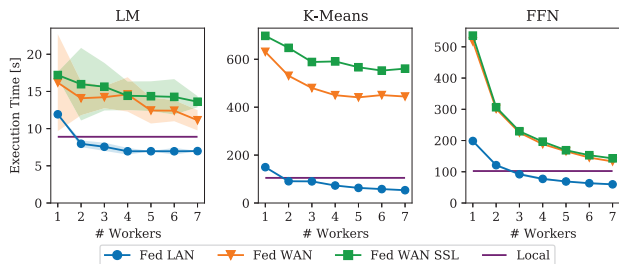 LM
K-Means
FFN
Execution Time [s]
20
15
10
5
0
600
400
200
0
500
400
300
200
100
0
1 2 3 4 5 6 7
1 2 3 4 5 6 7
1 2 3 4 5 6 7
# Workers
# Workers
# Workers
Fed LAN
Fed WAN
Fed WAN SSL
Local